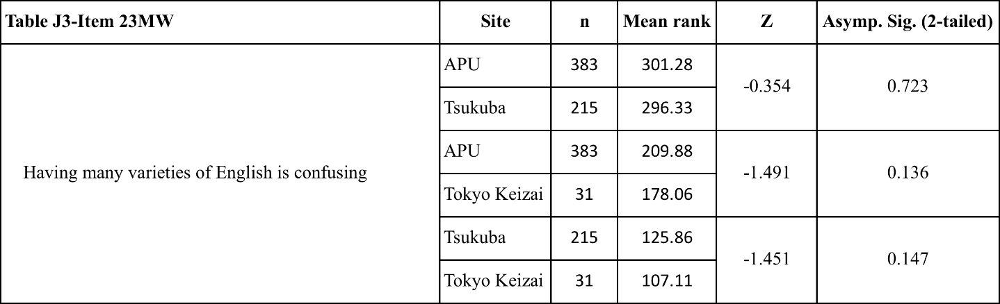 Table J3-Item 23MW Site n Mean rank Z Asymp. Sig. (2-tailed)
APU 383 301.28
-0.354 0.723
Tsukuba 215 296.33
APU 383 209.88
Having many varieties of English is confusing -1.491 0.136
Tokyo Keizai 31 178.06
Tsukuba 215 125.86
-1.451 0.147
Tokyo Keizai 31 107.11